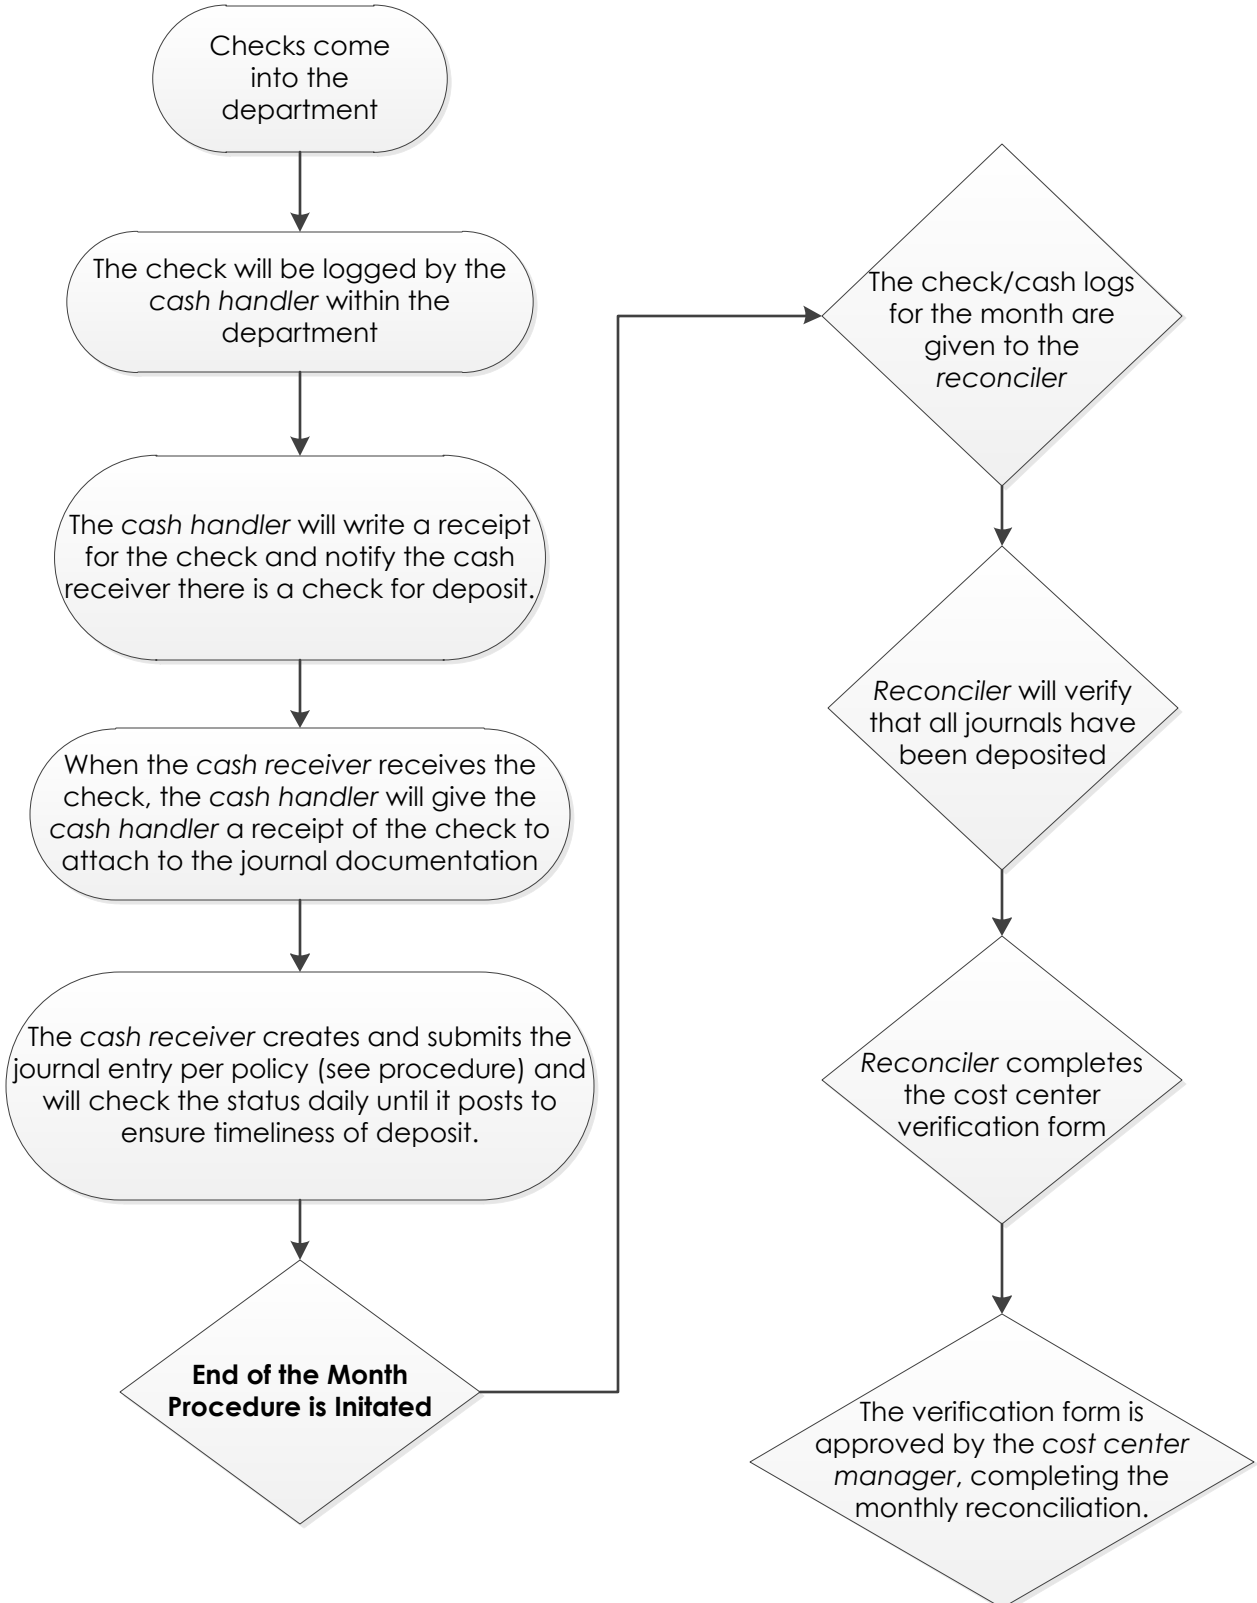 Checks come
into the
department
The check will be logged by the
cash handler within the
department
The cash handler will write a receipt
for the check and notify the cash
receiver there is a check for deposit.
When the cash receiver receives the
check, the cash handler will give the
cash handler a receipt of the check to
attach to the journal documentation
The cash receiver creates and submits the
journal entry per policy (see procedure) and
will check the status daily until it posts to
ensure timeliness of deposit.
End of the Month
Procedure is Initated
The check/cash logs
for the month are
given to the
reconciler
Reconciler will verify
that all journals have
been deposited
Reconciler completes
the cost center
verification form
The verification form is
approved by the cost center
manager, completing the
monthly reconciliation.